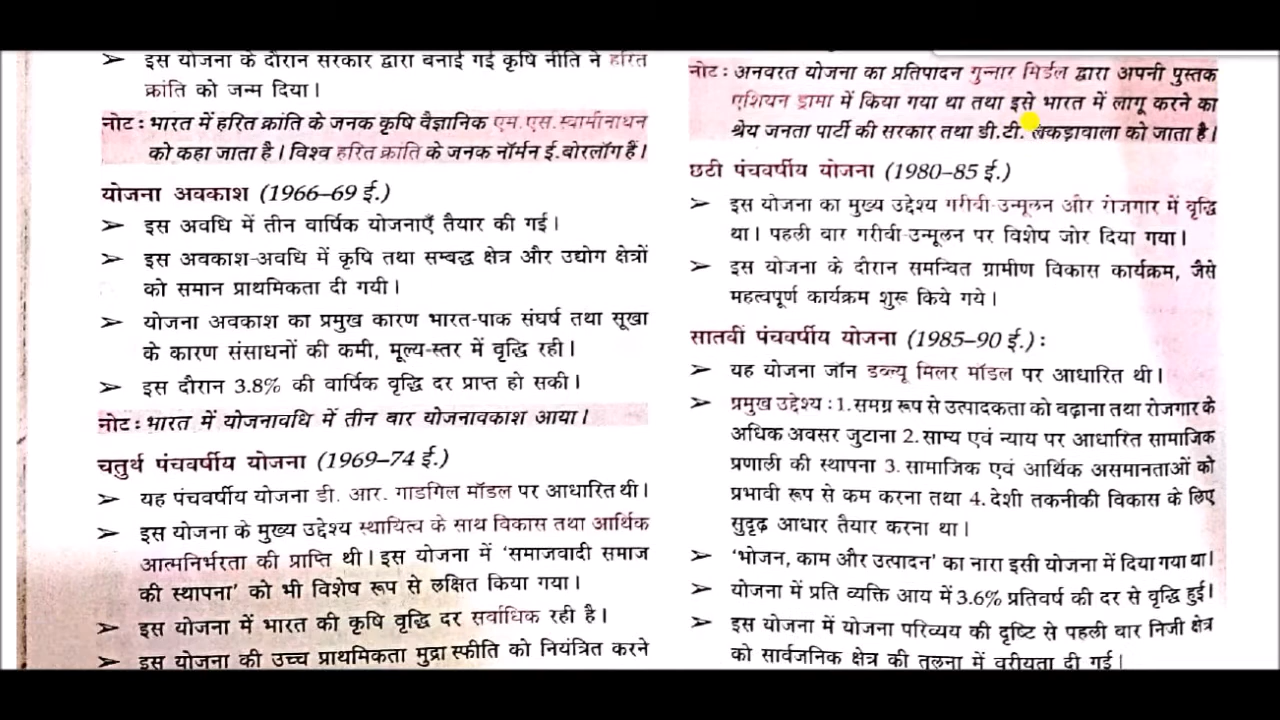 ➢ इस योजना के दौरान सरकार द्वारा बनाई गई कृषि नीति ने हरित
क्रांति को जन्म दिया।
नोट: भारत में हरित क्रांति के जनक कृषि वैज्ञानिक एम.एस.स्वामीनाथन
को कहा जाता है। विश्व हरित क्रांति के जनक नॉर्मन ई.बोरलॉग हैं।
योजना अवकाश (1966–69 ई.)
➢ इस अवधि में तीन वार्षिक योजनाएँ तैयार की गई।
➢ इस अवकाश-अवधि में कृषि तथा सम्बद्ध क्षेत्र और उद्योग क्षेत्रों
को समान प्राथमिकता दी गयी।
➢ योजना अवकाश का प्रमुख कारण भारत-पाक संघर्ष तथा सूखा
के कारण संसाधनों की कमी, मूल्य-स्तर में वृद्धि रही।
➢ इस दौरान 3.8% की वार्षिक वृद्धि दर प्राप्त हो सकी।
नोट: भारत में योजनावधि में तीन बार योजनावकाश आया।
चतुर्थ पंचवर्षीय योजना (1969–74 ई.)
➢ यह पंचवर्षीय योजना डी. आर. गाडगिल मॉडल पर आधारित थी।
➢ इस योजना के मुख्य उद्देश्य स्थायित्व के साथ विकास तथा आर्थिक
आत्मनिर्भरता की प्राप्ति थी। इस योजना में 'समाजवादी समाज
की स्थापना' को भी विशेष रूप से लक्षित किया गया।
➢ इस योजना में भारत की कृषि वृद्धि दर सर्वाधिक रही है।
➢ इस योजना की उच्च प्राथमिकता मुद्रास्फीति को नियंत्रित करने
नोट: अनवरत योजना का प्रतिपादन गुन्नार मिर्डल द्वारा अपनी पुस्तक
एशियन ड्रामा में किया गया था तथा इसे भारत में लागू करने का
श्रेय जनता पार्टी की सरकार तथा डी.टी. लकड़ावाला को जाता है।
छठी पंचवर्षीय योजना (1980–85 ई.)
➢ इस योजना का मुख्य उद्देश्य गरीबी-उन्मूलन और रोजगार में वृद्धि
था। पहली बार गरीबी-उन्मूलन पर विशेष जोर दिया गया।
➢ इस योजना के दौरान समन्वित ग्रामीण विकास कार्यक्रम, जैसे
महत्वपूर्ण कार्यक्रम शुरू किये गये।
सातवीं पंचवर्षीय योजना (1985–90 ई.) :
➢ यह योजना जॉन डब्ल्यू मिलर मॉडल पर आधारित थी।
➢ प्रमुख उद्देश्य : 1. समग्र रूप से उत्पादकता को बढ़ाना तथा रोजगार के
अधिक अवसर जुटाना 2. साम्य एवं न्याय पर आधारित सामाजिक
प्रणाली की स्थापना 3. सामाजिक एवं आर्थिक असमानताओं को
प्रभावी रूप से कम करना तथा 4. देशी तकनीकी विकास के लिए
सुदृढ़ आधार तैयार करना था।
➢ 'भोजन, काम और उत्पादन' का नारा इसी योजना में दिया गया था।
➢ योजना में प्रति व्यक्ति आय में 3.6% प्रतिवर्ष की दर से वृद्धि हुई।
➢ इस योजना में योजना परिव्यय की दृष्टि से पहली बार निजी क्षेत्र
को सार्वजनिक क्षेत्र की तुलना में वरीयता दी गई।